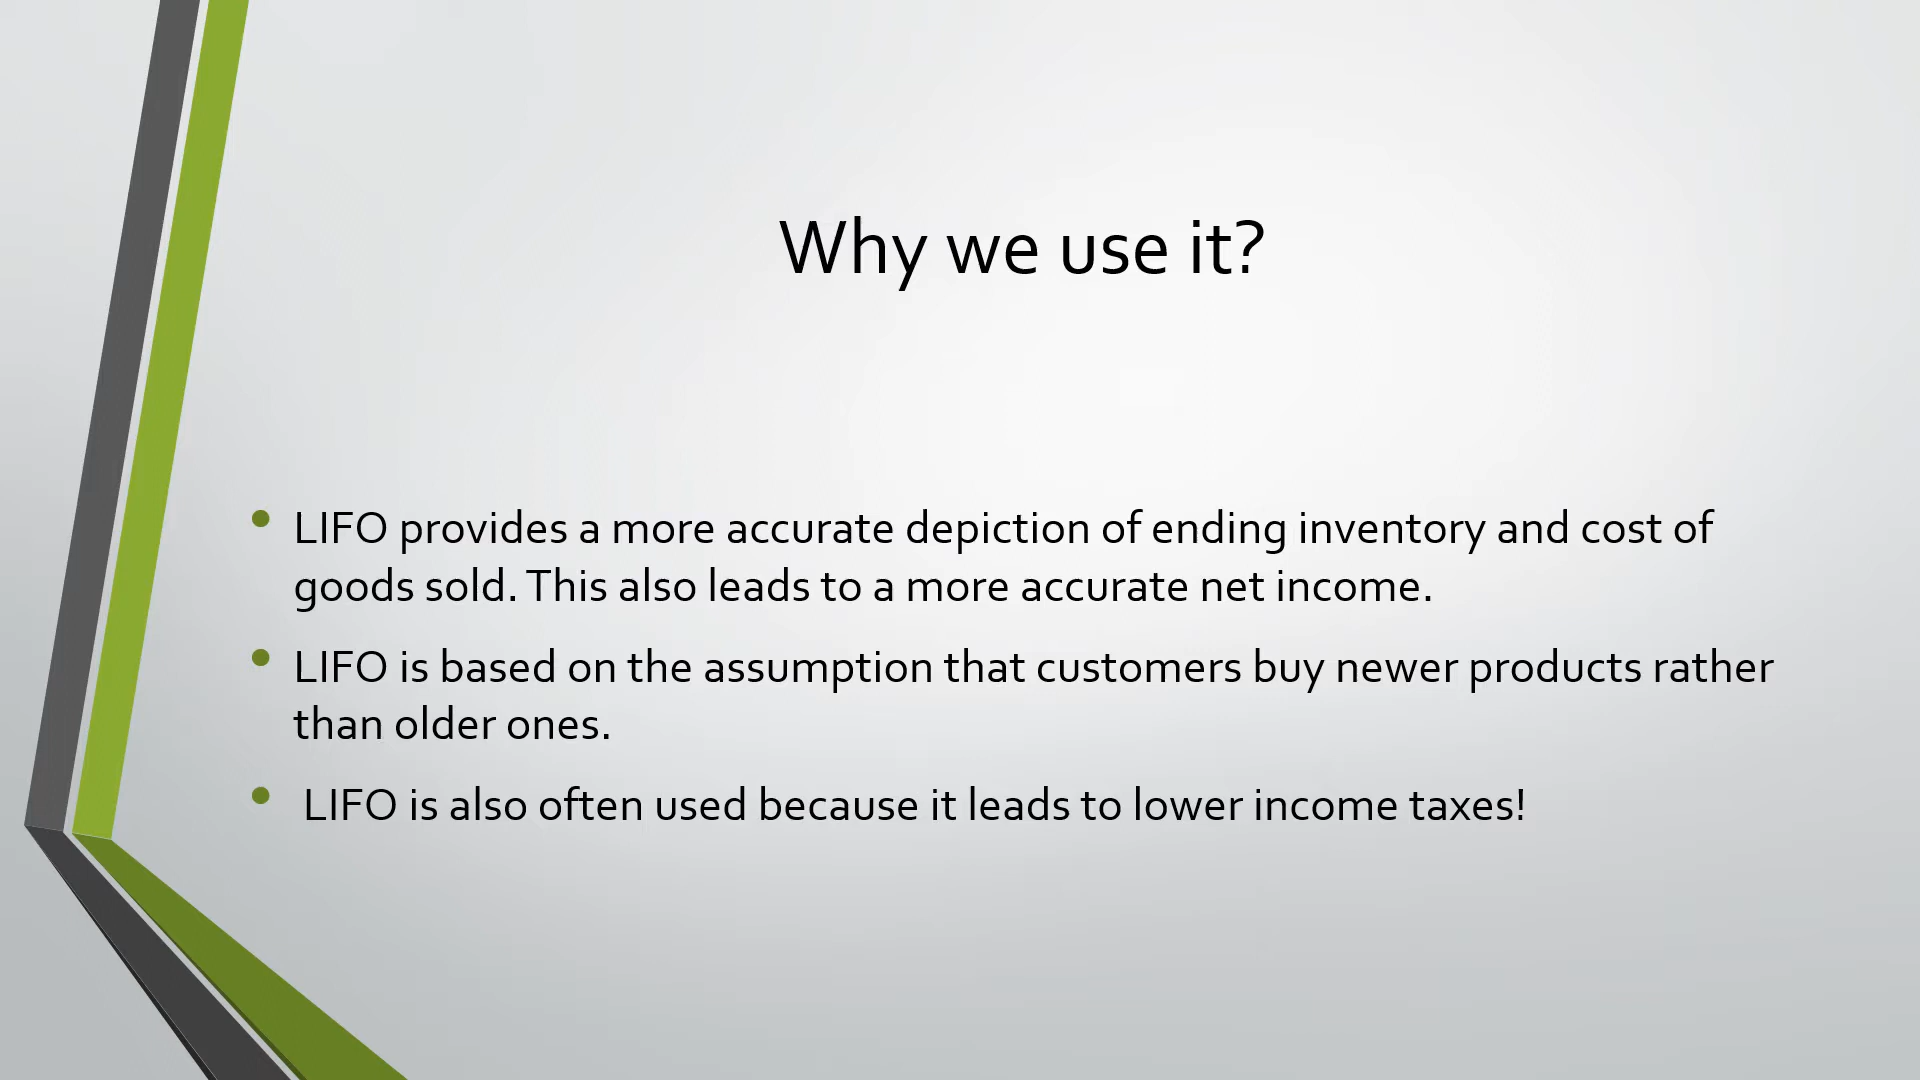 Why we use it?
• LIFO provides a more accurate depiction of ending inventory and cost of
goods sold. This also leads to a more accurate net income.
• LIFO is based on the assumption that customers buy newer products rather
than older ones.
• LIFO is also often used because it leads to lower income taxes!